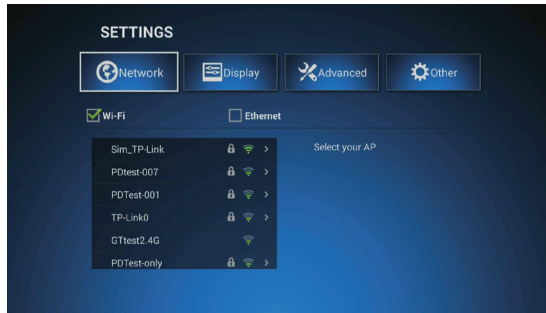 SETTINGS
Network Display Advanced Other
Wi-Fi Ethernet
Sim_TP-Link Select your AP
PDtest-007
PDTest-001
TP-Link0
GTtest2.4G
PDTest-only